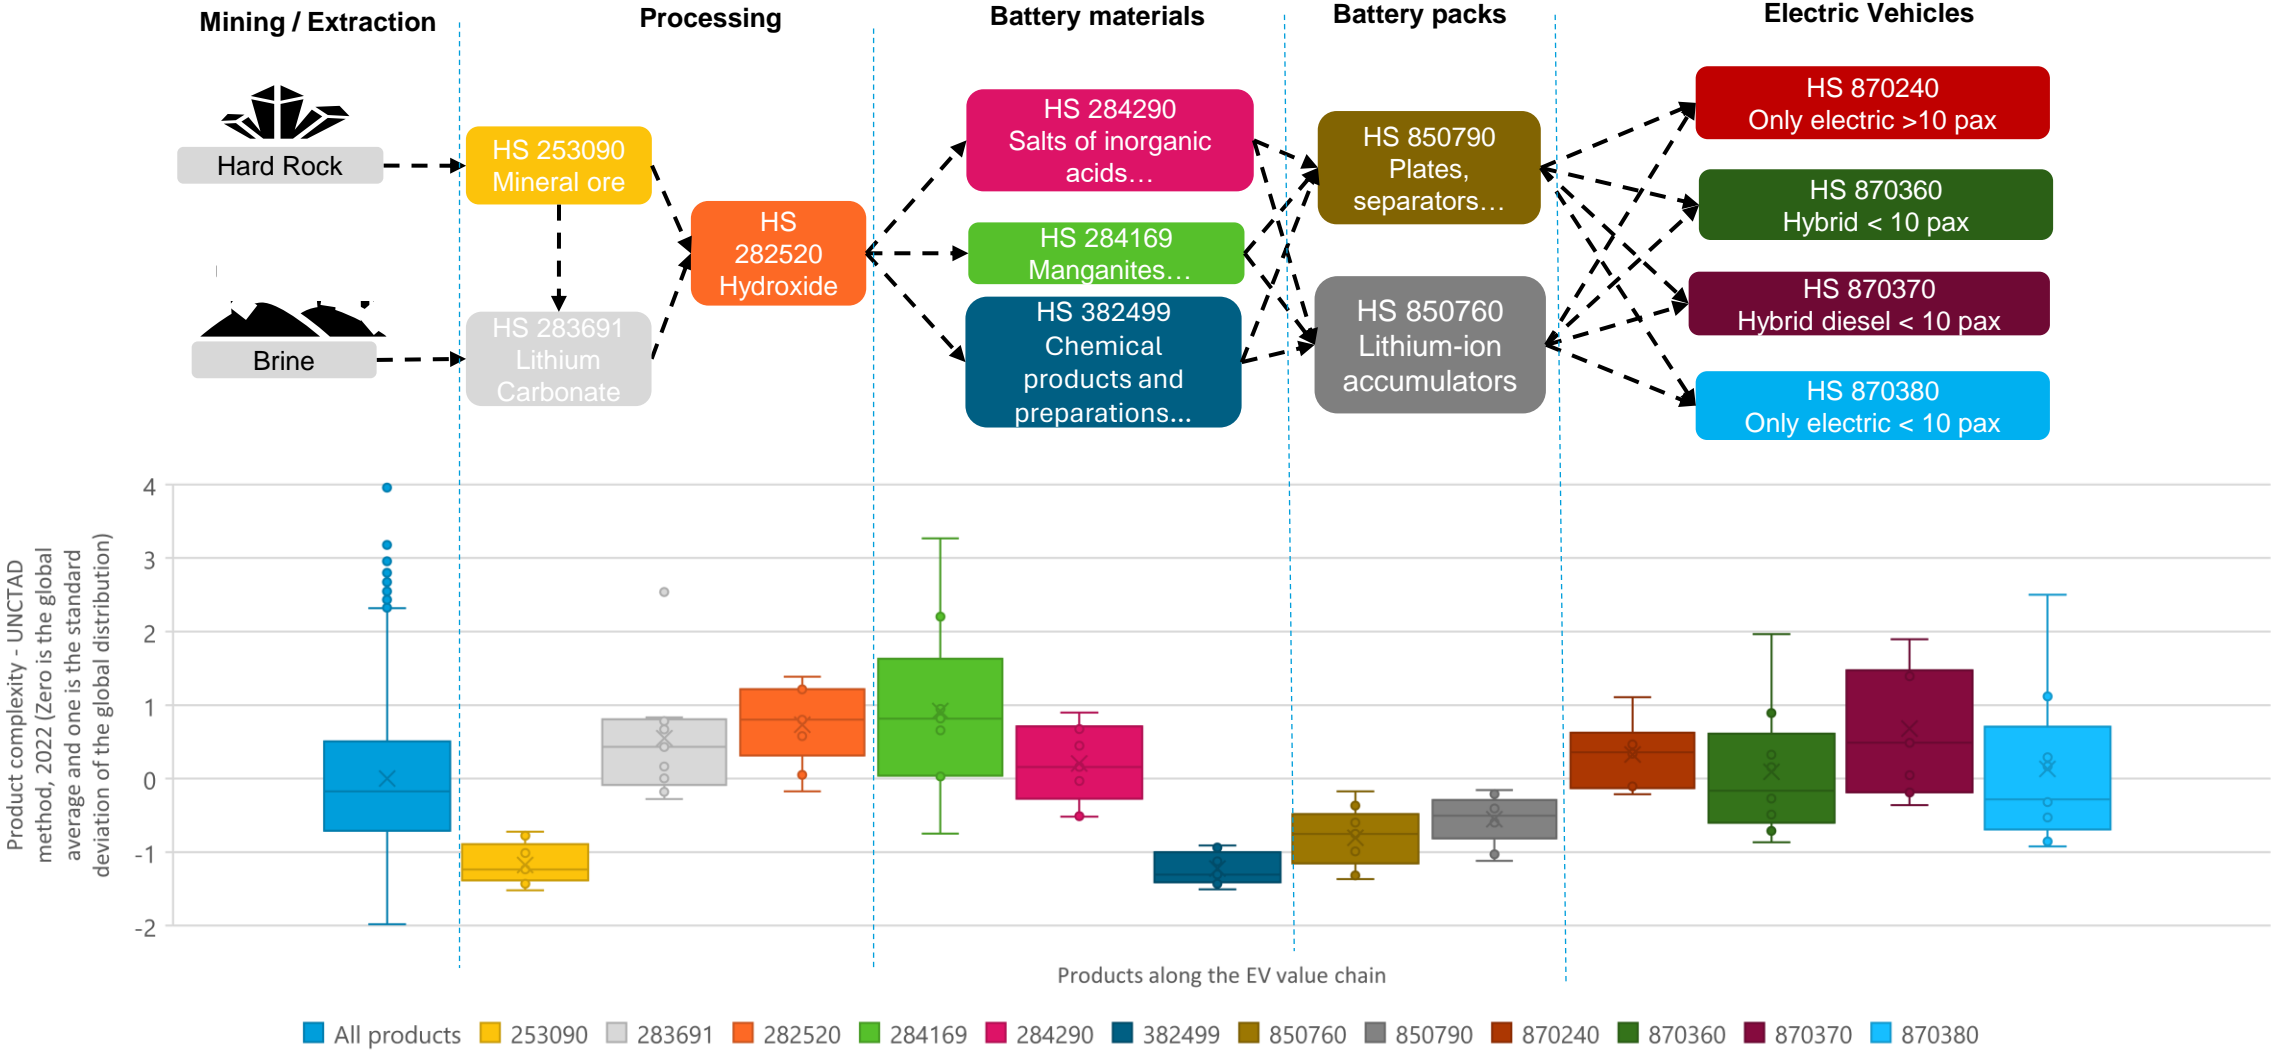 Mining / Extraction
Processing
Battery materials
Battery packs
Electric Vehicles
Hard Rock
Brine
HS 253090
Mineral ore
HS 283691
Lithium
Carbonate
HS
282520
Hydroxide
HS 284290
Salts of inorganic
acids…
HS 284169
Manganites…
HS 382499
Chemical
products and
preparations…
HS 850790
Plates,
separators…
HS 850760
Lithium-ion
accumulators
HS 870240
Only electric >10 pax
HS 870360
Hybrid < 10 pax
HS 870370
Hybrid diesel < 10 pax
HS 870380
Only electric < 10 pax
Product complexity - UNCTAD
method, 2022 (Zero is the global
average and one is the standard
deviation of the global distribution)
4
3
2
1
0
-1
-2
Products along the EV value chain
All products
253090
283691
282520
284169
284290
382499
850760
850790
870240
870360
870370
870380